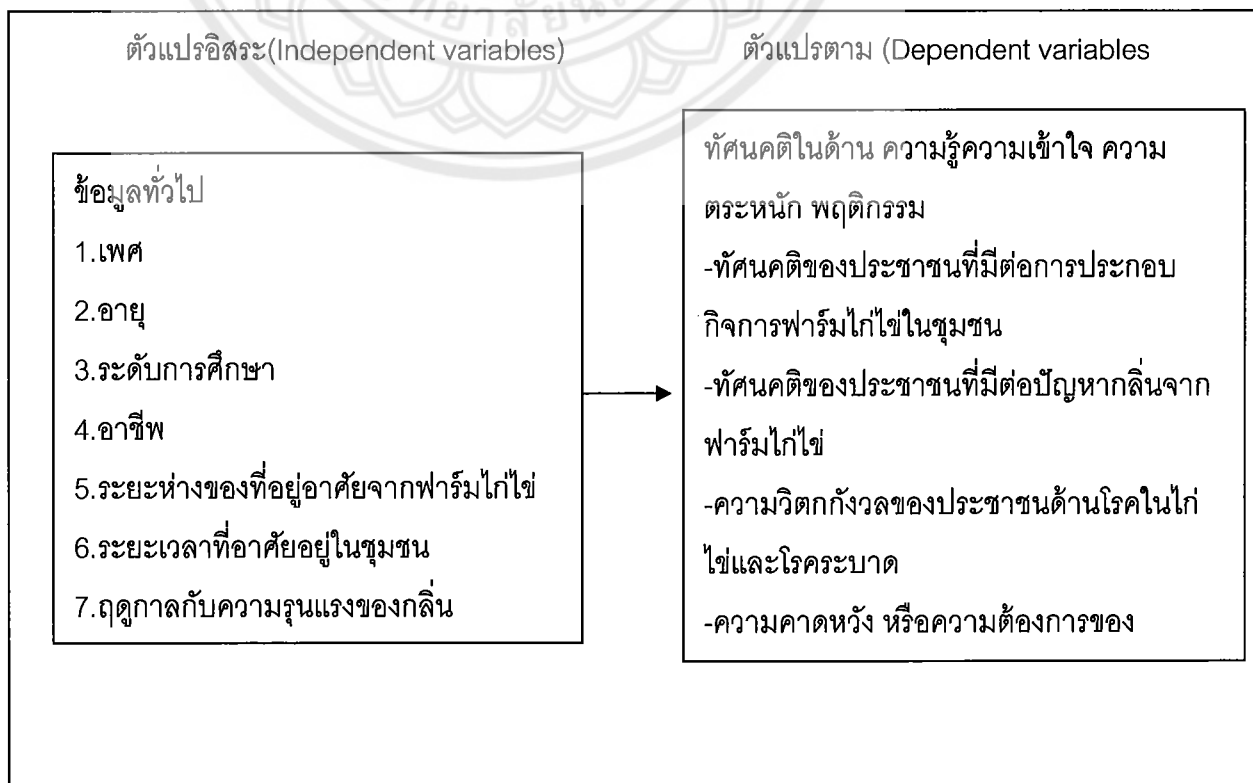 ตัวแปรอิสระ(Independent variables)
ตัวแปรตาม (Dependent variables
ข้อมูลทั่วไป
1.เพศ
2.อายุ
3.ระดับการศึกษา
4.อาชีพ
5.ระยะห่างของที่อยู่อาศัยจากฟาร์มไก่ไข่
6.ระยะเวลาที่อาศัยอยู่ในชุมชน
7.ฤดูกาลกับความรุนแรงของกลิ่น
ทัศนคติในด้าน ความรู้ความเข้าใจ ความ
ตระหนัก พฤติกรรม
-ทัศนคติของประชาชนที่มีต่อการประกอบ
กิจการฟาร์มไก่ไข่ในชุมชน
-ทัศนคติของประชาชนที่มีต่อปัญหากลิ่นจาก
ฟาร์มไก่ไข่
-ความวิตกกังวลของประชาชนด้านโรคในไก่
ไข่และโรคระบาด
-ความคาดหวัง หรือความต้องการของ